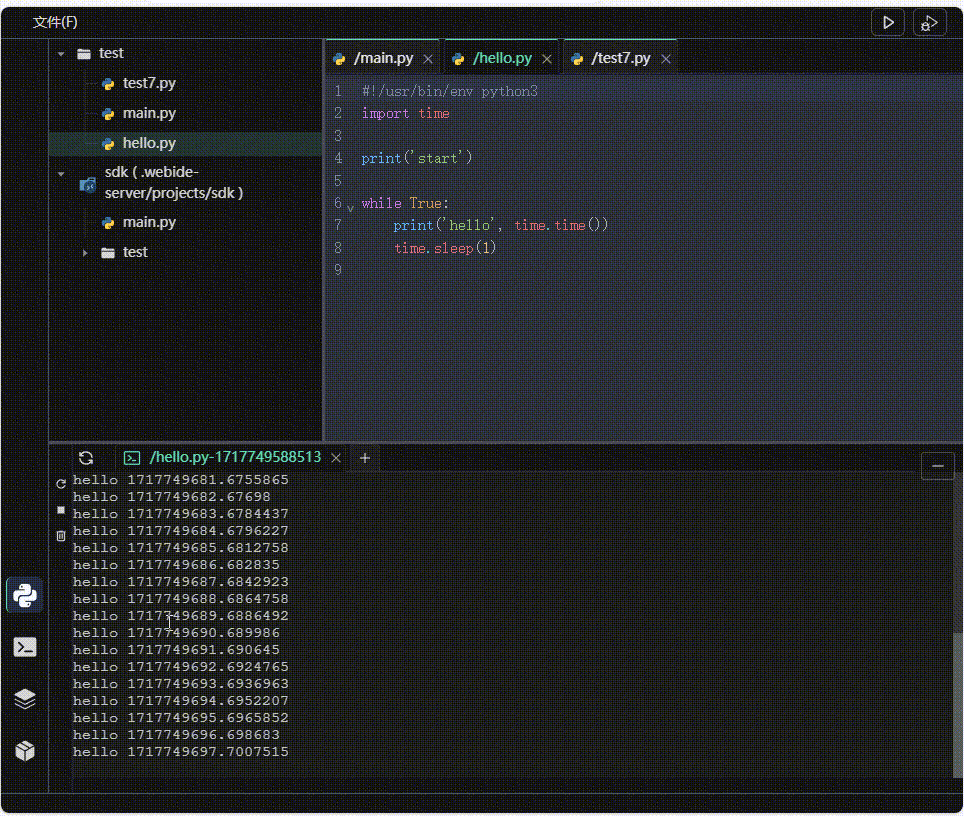 文件(F)
test
test7.py
main.py
hello.py
sdk ( .webide-
server/projects/sdk )
main.py
test
/main.py
/hello.py
/test7.py
1 #!/usr/bin/env python3
2 import time
3
4 print('start')
5
6 while True:
7 print('hello', time.time())
8 time.sleep(1)
9
/hello.py-1717749588513
hello 1717749681.6755865
hello 1717749682.67698
hello 1717749683.6784437
hello 1717749684.6796227
hello 1717749685.6812758
hello 1717749686.682835
hello 1717749687.6842923
hello 1717749688.6864758
hello 1717749689.6886492
hello 1717749690.689986
hello 1717749691.690645
hello 1717749692.6924765
hello 1717749693.6936963
hello 1717749694.6952207
hello 1717749695.6965852
hello 1717749696.698683
hello 1717749697.7007515